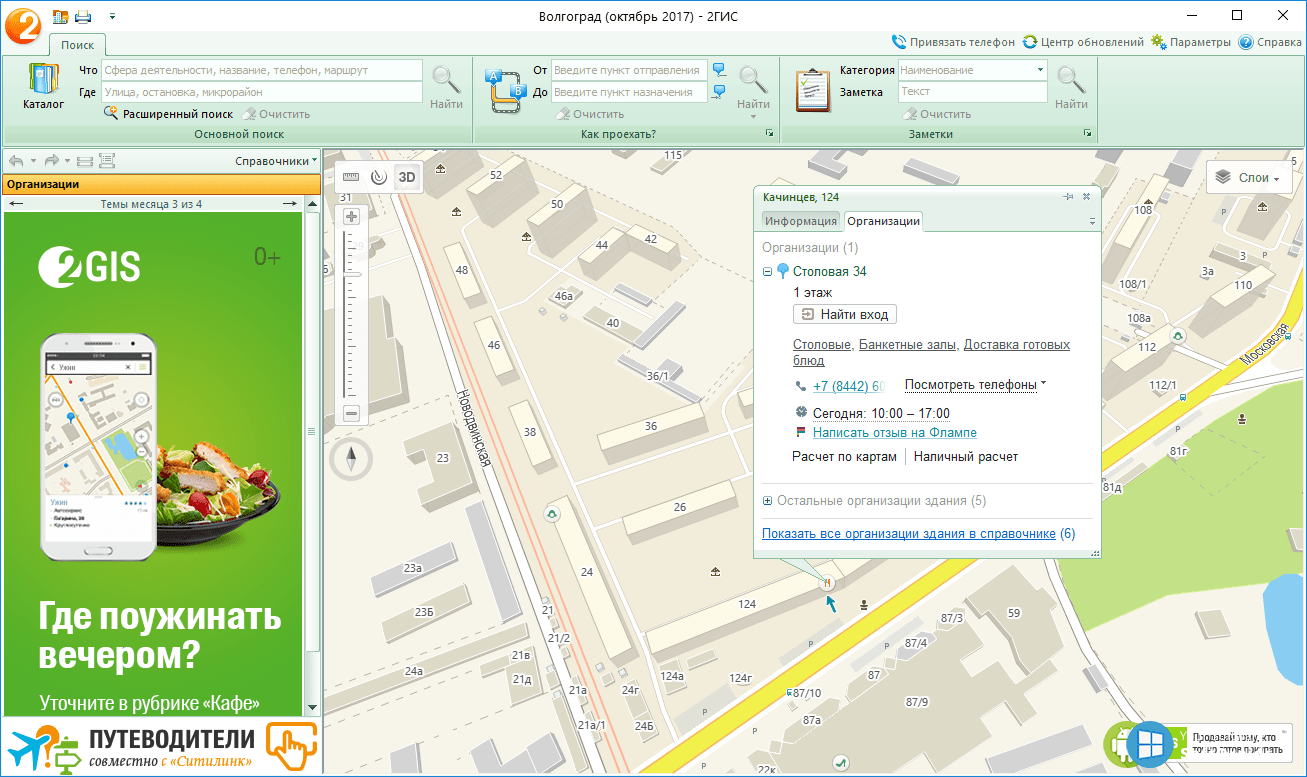 Волгоград (октябрь 2017) - 2ГИС
Поиск
Привязать телефон
Центр обновлений
Параметры
Справка
Каталог
Что
Сфера деятельности, название, телефон, маршрут
Где
Улица, остановка, микрорайон
Расширенный поиск
Очистить
Найти
Основной поиск
От
Введите пункт отправления
До
Введите пункт назначения
Очистить
Найти
Как проехать?
Категория
Наименование
Заметка
Текст
Очистить
Найти
Заметки
Справочники
Организации
Темы месяца 3 из 4
2GIS
0+
Ужин
Ужин
Где поужинать
вечером?
Уточните в рубрике «Кафе»
ПУТЕВОДИТЕЛИ
совместно с «Ситилинк»
3D
Слои
Качинцев, 124
Информация
Организации
Организации (1)
Столовая 34
1 этаж
Найти вход
Столовые, Банкетные залы, Доставка готовых
блюд
+7 (8442) 60
Посмотреть телефоны
Сегодня: 10:00 – 17:00
Написать отзыв на Флампе
Расчет по картам
Наличный расчет
Остальные организации здания (5)
Показать все организации здания в справочнике (6)
115
52
31
50
42
44
48
46а
40
46
36/1
38
36
23
Новодвинская
26
24
23а
23Б
124
21
21/2
21в
21д
24а
21а
24г
124а
124г
21а/1
24Б
87/10
87а
87
87/9
87/4
87/3
59
22к
108
3
3а
110
108/1
108а
112
112/1
Московская
81г
81д
P
P
P
P
P
P
Продавай тому, кто
точно готов покупать